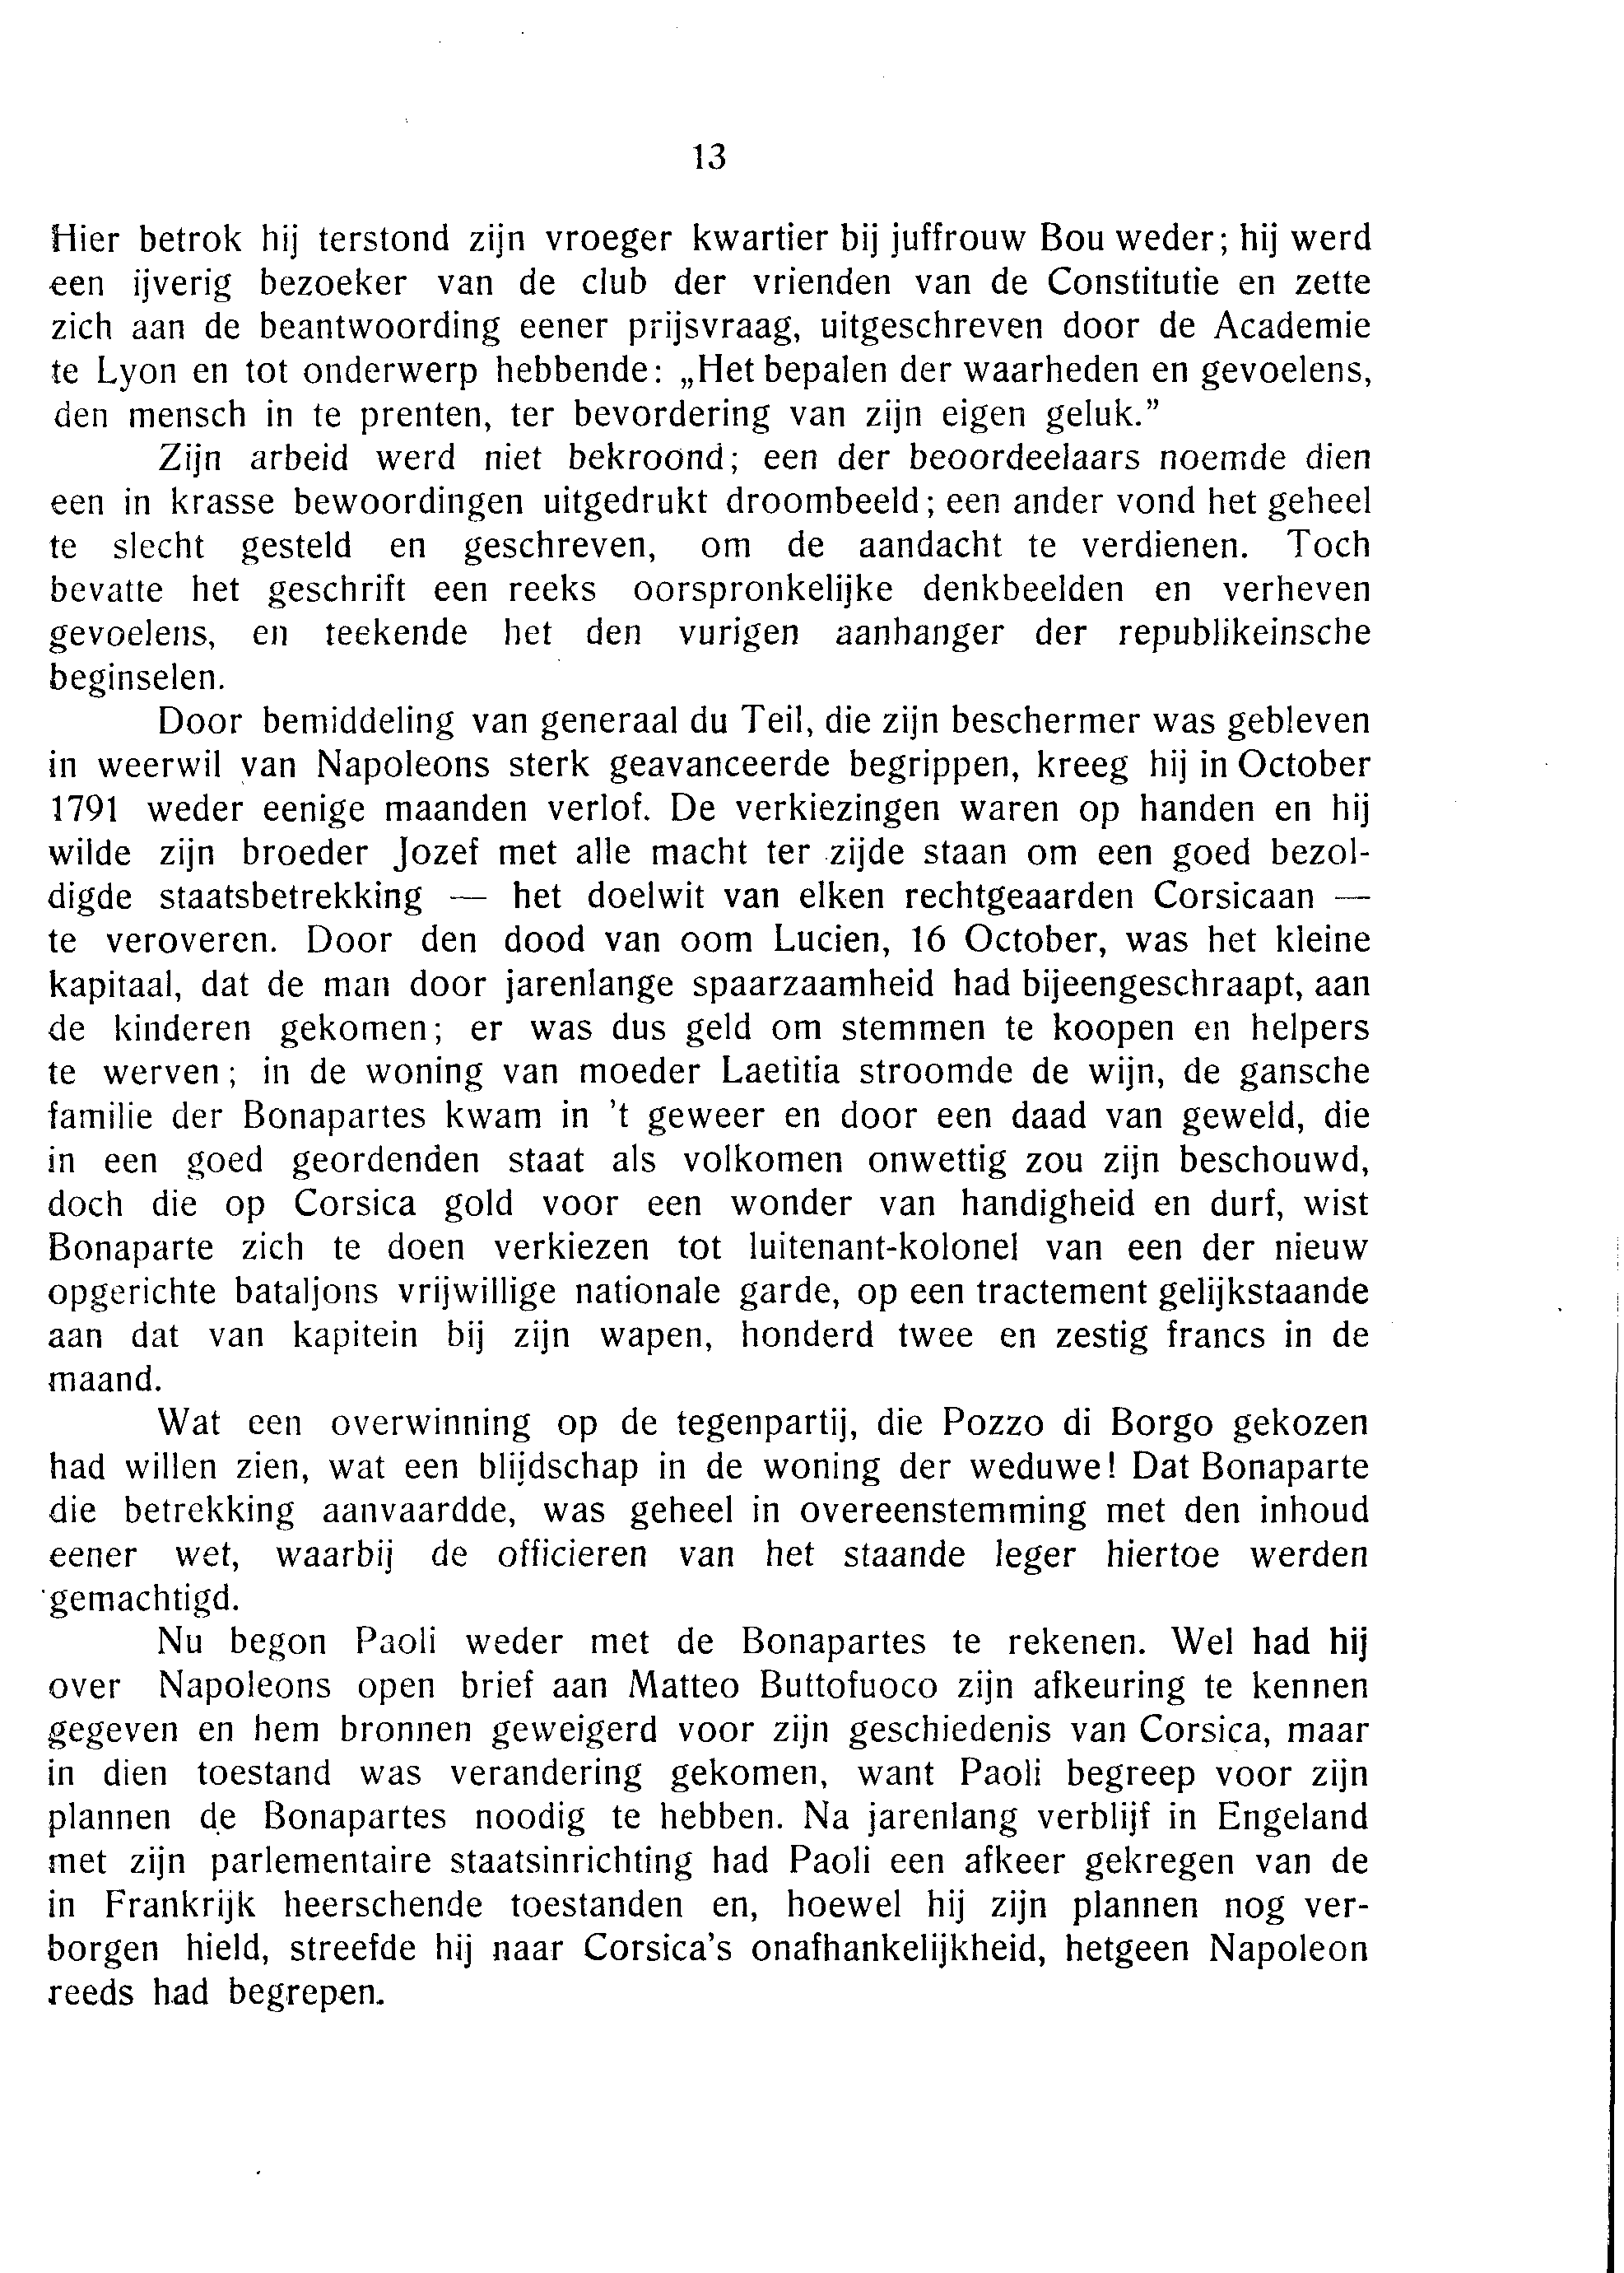 13
Hier betrok hij terstond zijn vroeger kwartier bij juffrouw Bou weder; hij werd
een ijverig bezoeker van de club der vrienden van de Constitutie en zette
zich aan de beantwoording eener prijsvraag, uitgeschreven door de Academie
te Lyon en tot onderwerp hebbende: „Het bepalen der waarheden en gevoelens,
den mensch in te prenten, ter bevordering van zijn eigen geluk.”
Zijn arbeid werd niet bekroond; een der beoordeelaars noemde dien
een in krasse bewoordingen uitgedrukt droombeeld; een ander vond het geheel
te slecht gesteld en geschreven, om de aandacht te verdienen. Toch
bevatte het geschrift een reeks oorspronkelijke denkbeelden en verheven
gevoelens, en teekende het den vurigen aanhanger der republikeinsche
beginselen.
Door bemiddeling van generaal du Teil, die zijn beschermer was gebleven
in weerwil van Napoleons sterk geavanceerde begrippen, kreeg hij in October
1791 weder eenige maanden verlof. De verkiezingen waren op handen en hij
wilde zijn broeder Jozef met alle macht ter zijde staan om een goed bezol-
digde staatsbetrekking — het doelwit van elken rechtgeaarden Corsicaan —
te veroveren. Door den dood van oom Lucien, 16 October, was het kleine
kapitaal, dat de man door jarenlange spaarzaamheid had bijeengeschraapt, aan
de kinderen gekomen; er was dus geld om stemmen te koopen en helpers
te werven; in de woning van moeder Laetitia stroomde de wijn, de gansche
familie der Bonapartes kwam in 't geweer en door een daad van geweld, die
in een goed geordenden staat als volkomen onwettig zou zijn beschouwd,
doch die op Corsica gold voor een wonder van handigheid en durf, wist
Bonaparte zich te doen verkiezen tot luitenant-kolonel van een der nieuw
opgerichte bataljons vrijwillige nationale garde, op een tractement gelijkstaande
aan dat van kapitein bij zijn wapen, honderd twee en zestig francs in de
maand.
Wat een overwinning op de tegenpartij, die Pozzo di Borgo gekozen
had willen zien, wat een blijdschap in de woning der weduwe! Dat Bonaparte
die betrekking aanvaardde, was geheel in overeenstemming met den inhoud
eener wet, waarbij de officieren van het staande leger hiertoe werden
gemachtigd.
Nu begon Paoli weder met de Bonapartes te rekenen. Wel had hij
over Napoleons open brief aan Matteo Buttofuoco zijn afkeuring te kennen
gegeven en hem bronnen geweigerd voor zijn geschiedenis van Corsica, maar
in dien toestand was verandering gekomen, want Paoli begreep voor zijn
plannen de Bonapartes noodig te hebben. Na jarenlang verblijf in Engeland
met zijn parlementaire staatsinrichting had Paoli een afkeer gekregen van de
in Frankrijk heerschende toestanden en, hoewel hij zijn plannen nog ver-
borgen hield, streefde hij naar Corsica's onafhankelijkheid, hetgeen Napoleon
reeds had begrepen.